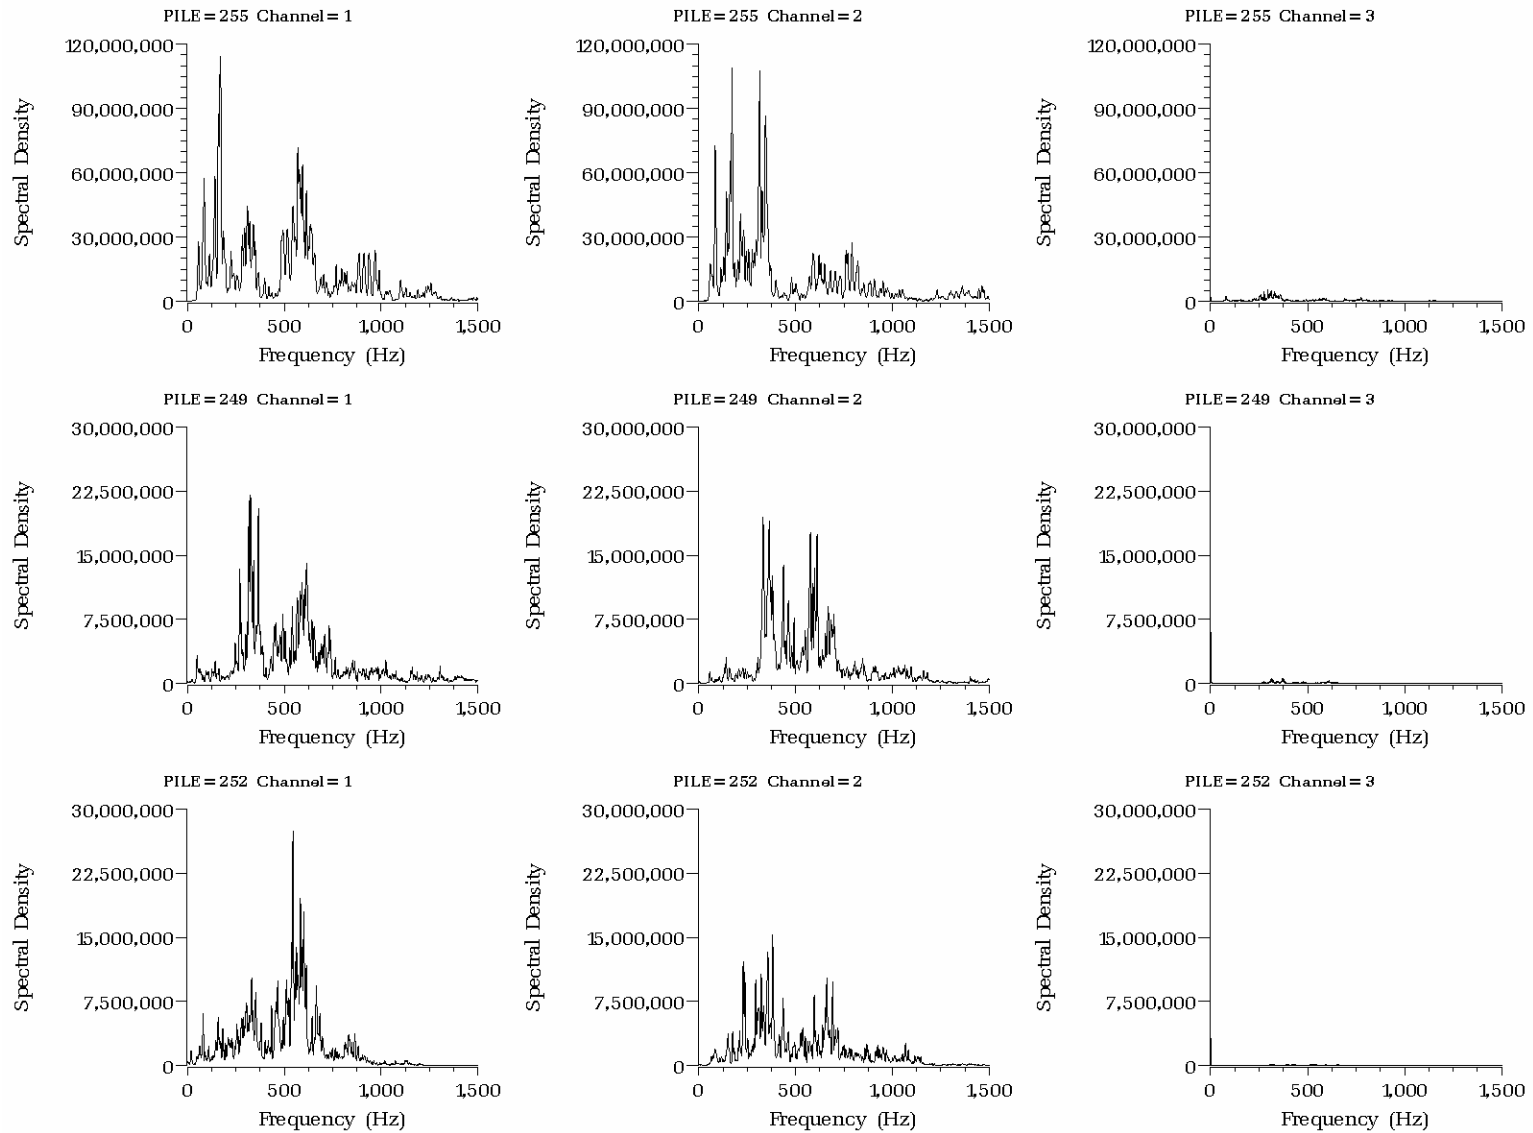 PILE=255 Channel=1
PILE=255 Channel=2
PILE=255 Channel=3
120,000,000
90,000,000
60,000,000
30,000,000
0
Spectral Density
0 500 1,000 1,500
Frequency (Hz)
120,000,000
90,000,000
60,000,000
30,000,000
0
Spectral Density
0 500 1,000 1,500
Frequency (Hz)
120,000,000
90,000,000
60,000,000
30,000,000
0
Spectral Density
0 500 1,000 1,500
Frequency (Hz)
PILE=249 Channel=1
PILE=249 Channel=2
PILE=249 Channel=3
30,000,000
22,500,000
15,000,000
7,500,000
0
Spectral Density
0 500 1,000 1,500
Frequency (Hz)
30,000,000
22,500,000
15,000,000
7,500,000
0
Spectral Density
0 500 1,000 1,500
Frequency (Hz)
30,000,000
22,500,000
15,000,000
7,500,000
0
Spectral Density
0 500 1,000 1,500
Frequency (Hz)
PILE=252 Channel=1
PILE=252 Channel=2
PILE=252 Channel=3
30,000,000
22,500,000
15,000,000
7,500,000
0
Spectral Density
0 500 1,000 1,500
Frequency (Hz)
30,000,000
22,500,000
15,000,000
7,500,000
0
Spectral Density
0 500 1,000 1,500
Frequency (Hz)
30,000,000
22,500,000
15,000,000
7,500,000
0
Spectral Density
0 500 1,000 1,500
Frequency (Hz)